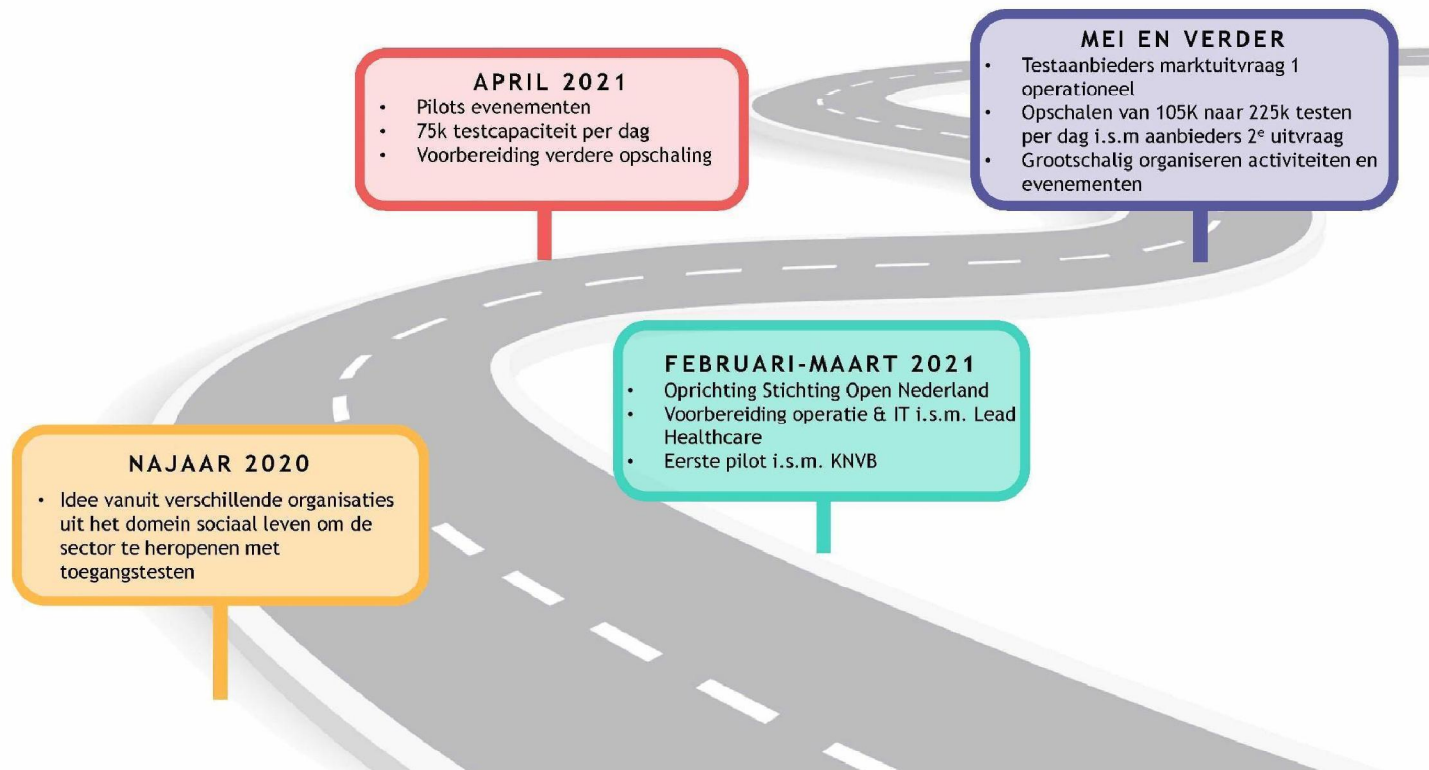 NAJAAR 2020
• Idee vanuit verschillende organisaties
uit het domein sociaal leven om de
sector te heropenen met
toegangstesten
FEBRUARI-MAART 2021
• Oprichting Stichting Open Nederland
• Voorbereiding operatie & IT i.s.m. Lead
Healthcare
• Eerste pilot i.s.m. KNVB
APRIL 2021
• Pilots evenementen
• 75k testcapaciteit per dag
• Voorbereiding verdere opschaling
MEI EN VERDER
• Testaanbieders marktuitvraag 1
operationeel
• Opschalen van 105K naar 225k testen
per dag i.s.m aanbieders 2e uitvraag
• Grootschalig organiseren activiteiten en
evenementen